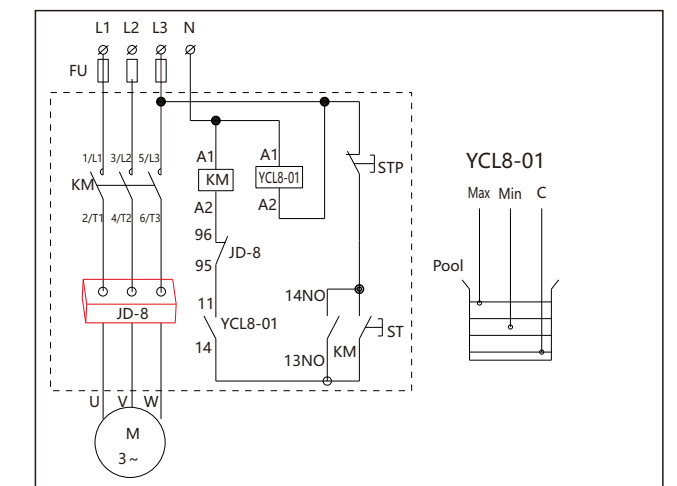 L1 L2 L3 N
FU
1/L1 3/L2 5/L3
KM
2/T1 4/T2 6/T3
A1
KM
A2
A1
YCL8-01
A2
STP
96
JD-8
95
11
YCL8-01
14
14NO
13NO
KM
ST
JD-8
U V W
M
3~
YCL8-01
Max Min C
Pool